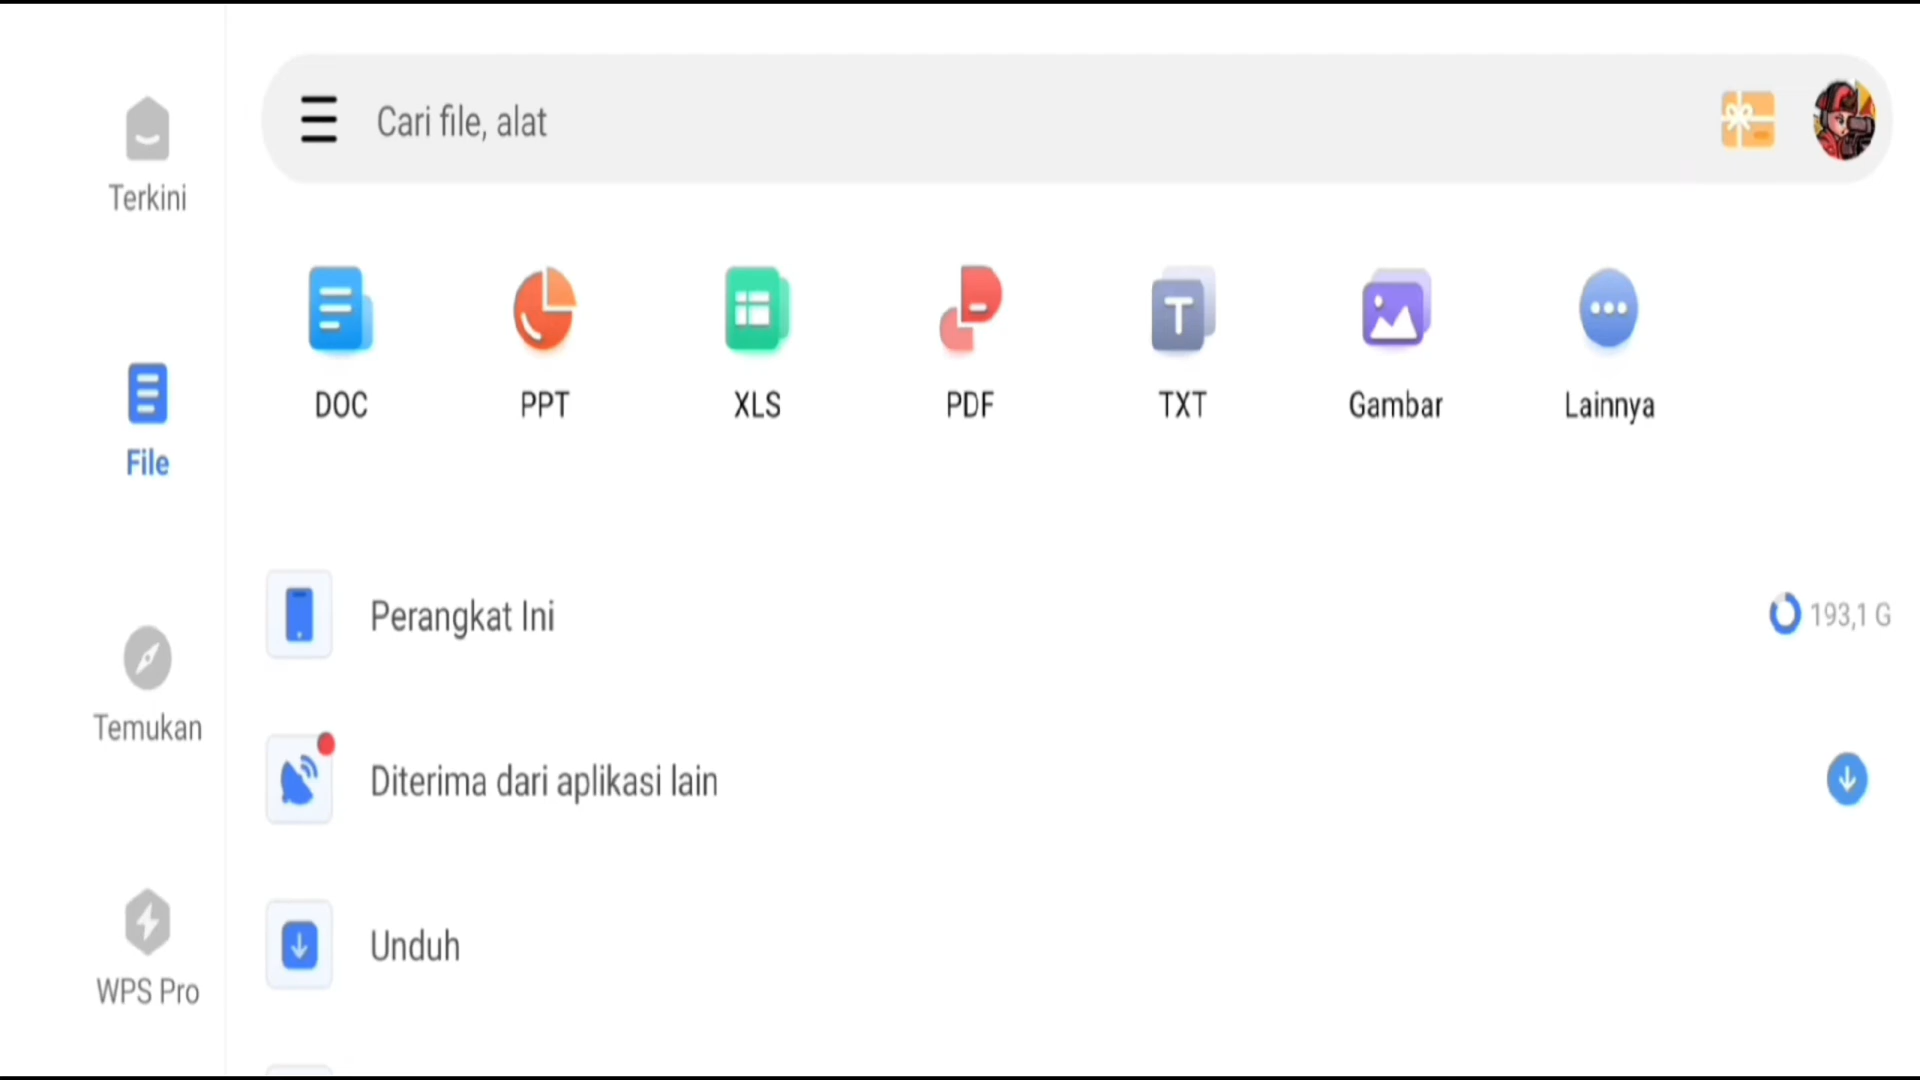 Cari file, alat
Terkini
DOC
PPT
XLS
PDF
TXT
Gambar
Lainnya
File
Perangkat Ini
193,1 G
Temukan
Diterima dari aplikasi lain
Unduh
WPS Pro